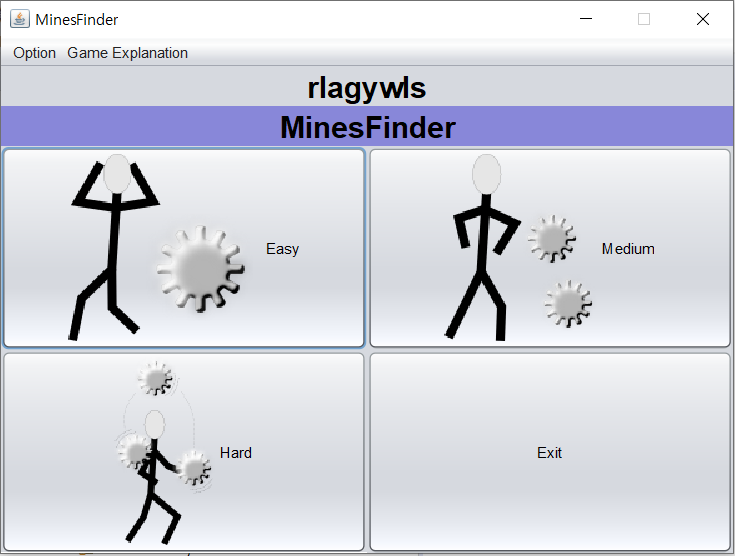 MinesFinder
Option Game Explanation
rlagywls
MinesFinder
Easy
Medium
Hard
Exit